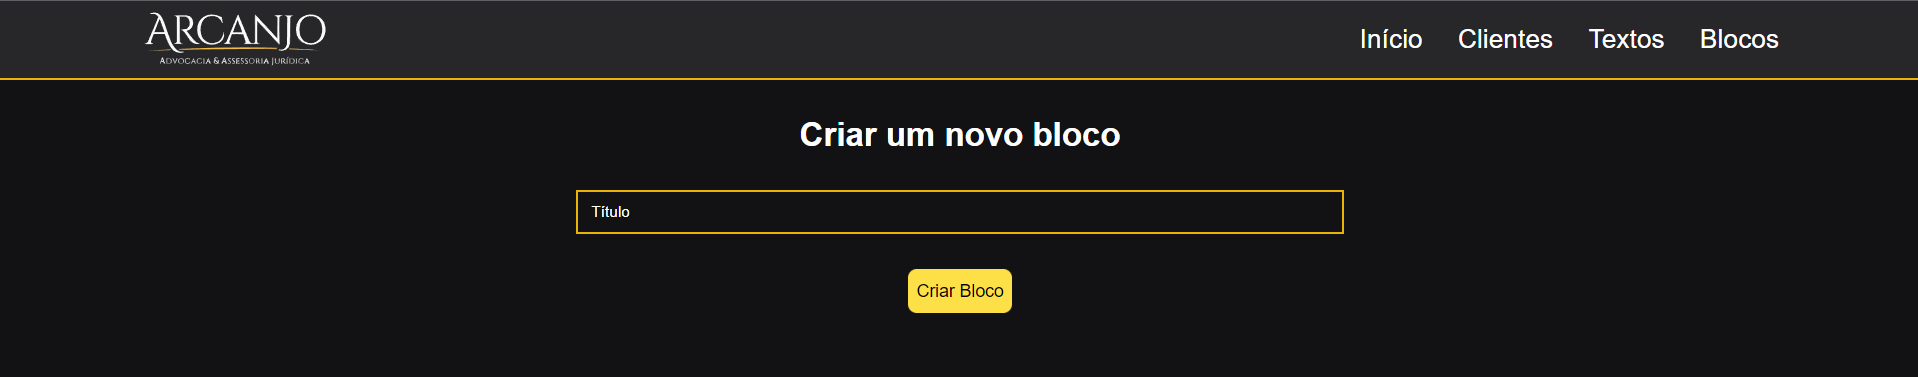 ARCANJO
ADVOCACIA & ASSESSORIA JURÍDICA
Início Clientes Textos Blocos
Criar um novo bloco
Título
Criar Bloco